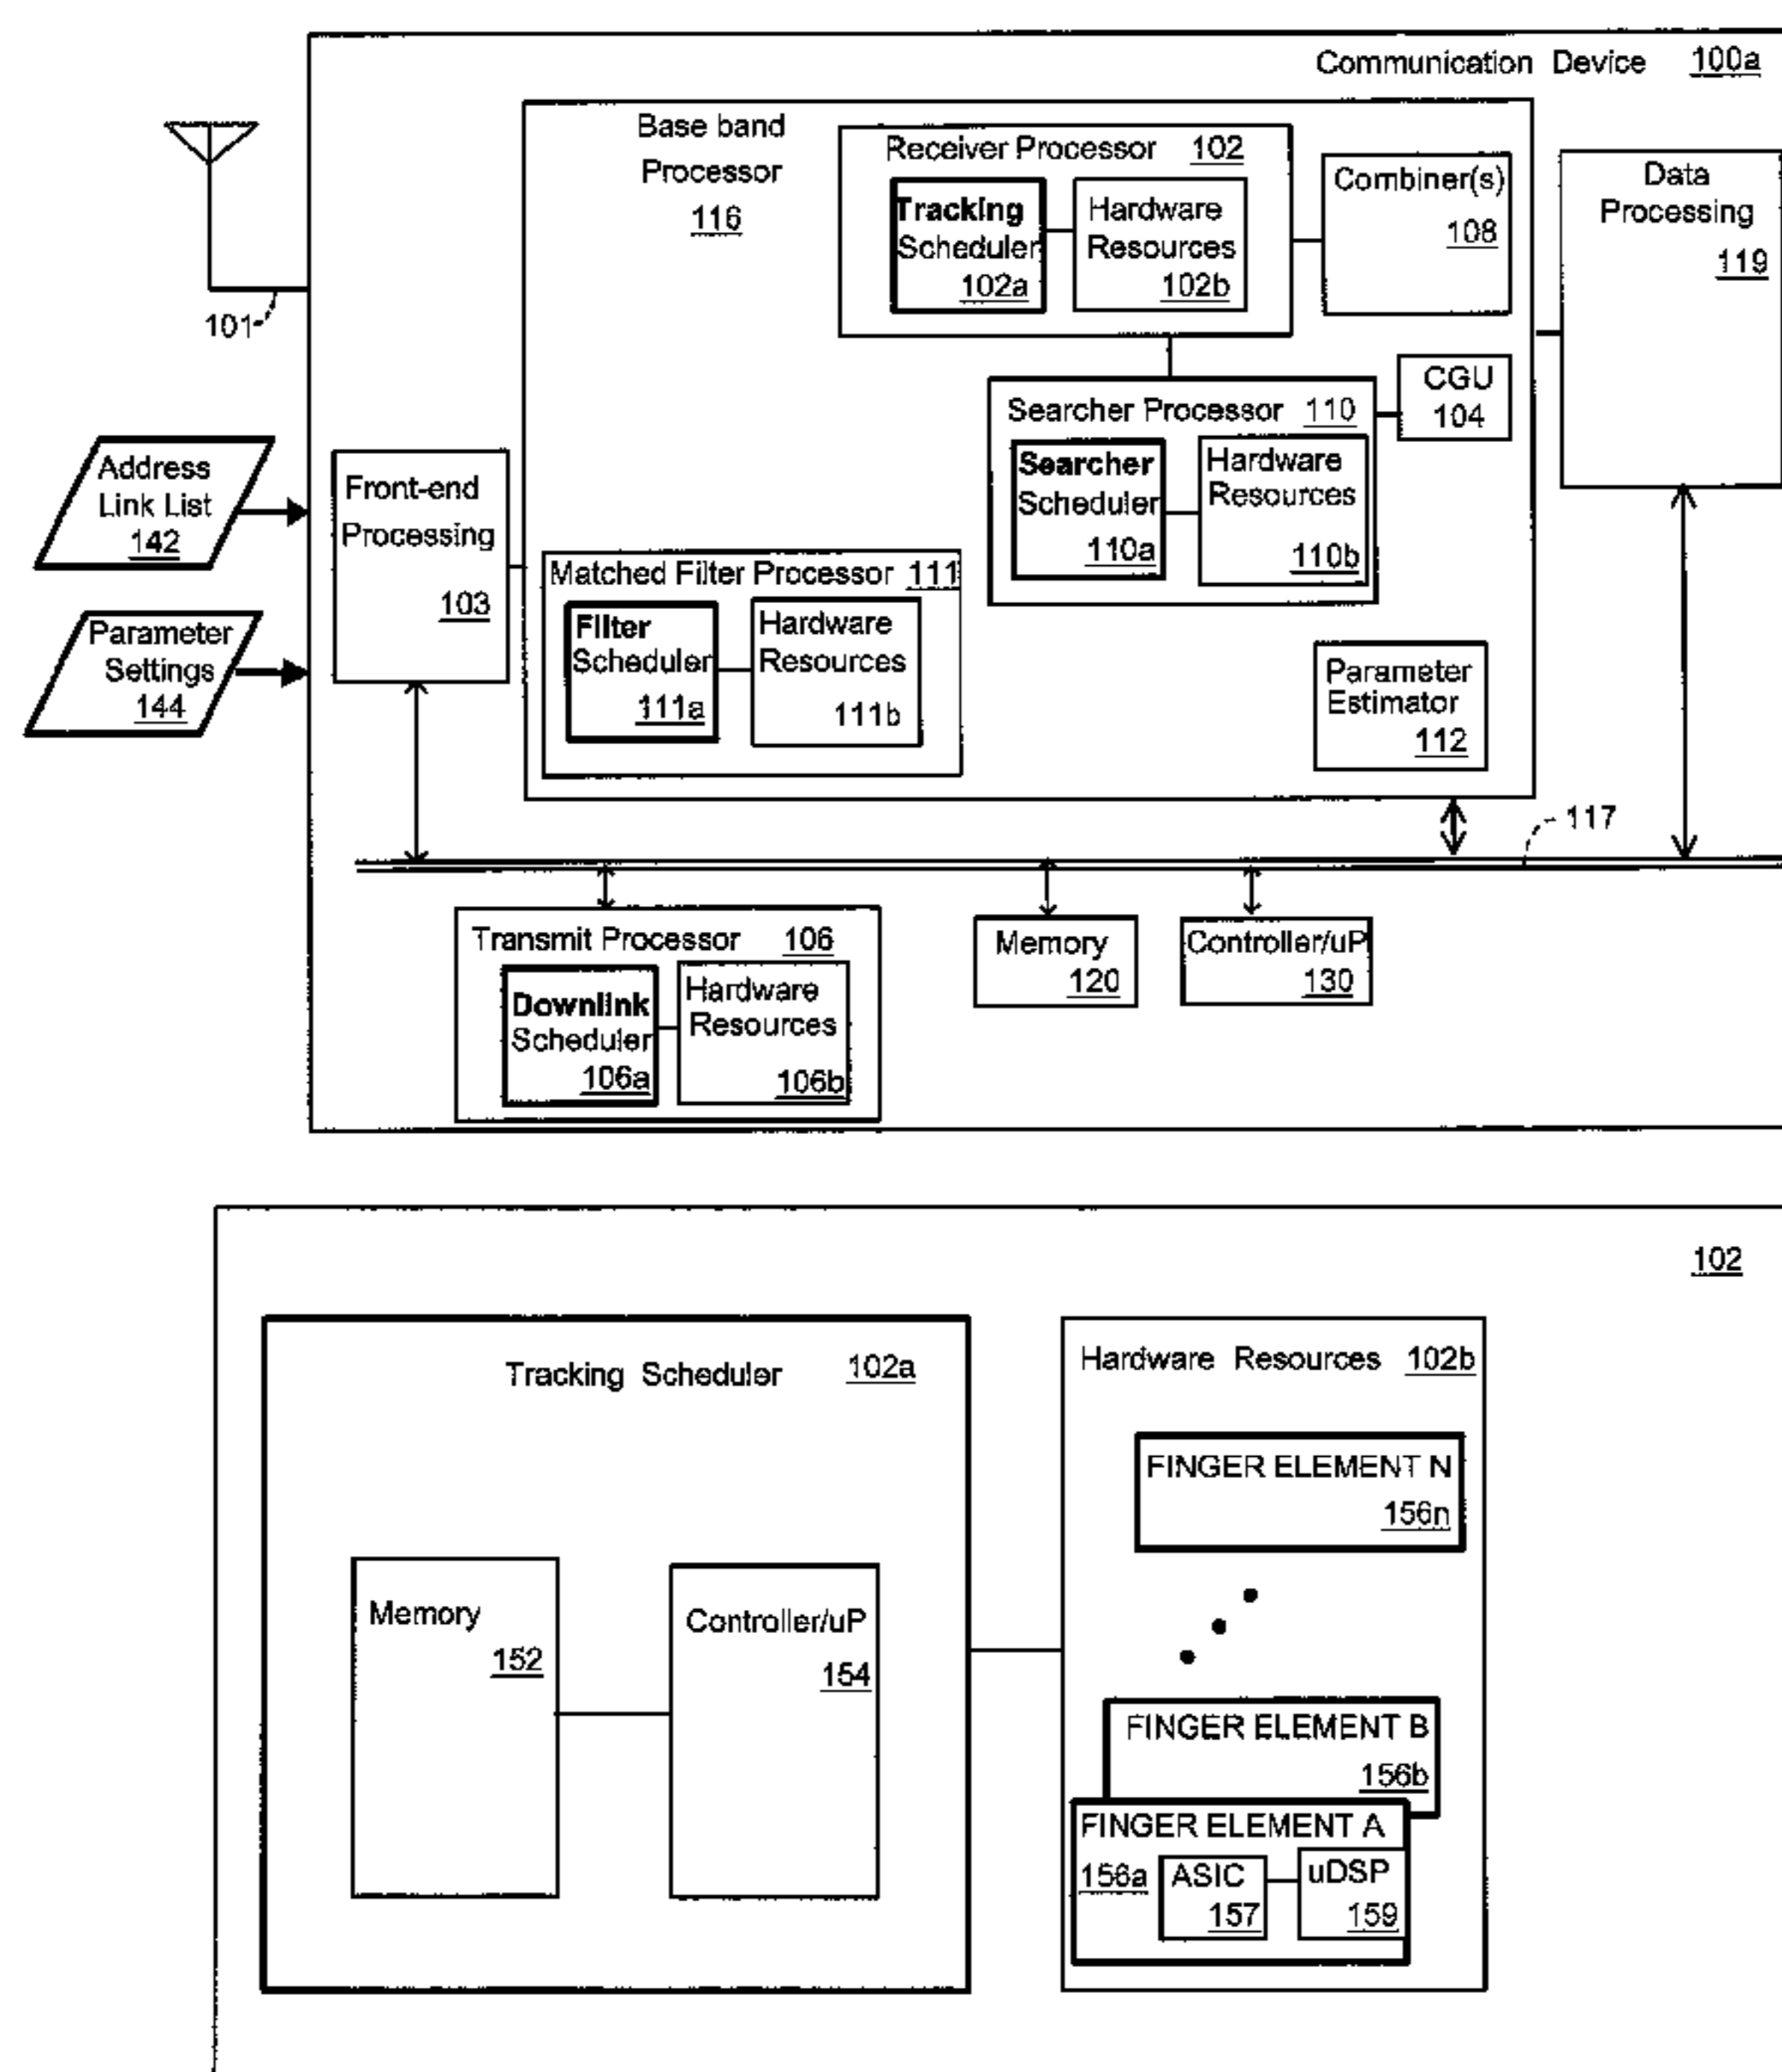 Communication Device 100a
Base band
Processor
116
Receiver Processor 102
Tracking
Scheduler
102a
Hardware
Resources
102b
Combiner(s)
108
Data
Processing
119
101
Searcher Processor 110
Searcher
Scheduler
110a
Hardware
Resources
110b
CGU
104
Address
Link List
142
Parameter
Settings
144
Front-end
Processing
103
Matched Filter Processor 111
Filter
Scheduler
111a
Hardware
Resources
111b
Parameter
Estimator
112
117
Transmit Processor 106
Downlink
Scheduler
106a
Hardware
Resources
106b
Memory
120
Controller/uP
130
102
Tracking Scheduler 102a
Memory
152
Controller/uP
154
Hardware Resources 102b
FINGER ELEMENT N
156n
FINGER ELEMENT B
156b
FINGER ELEMENT A
156a
ASIC
157
uDSP
159